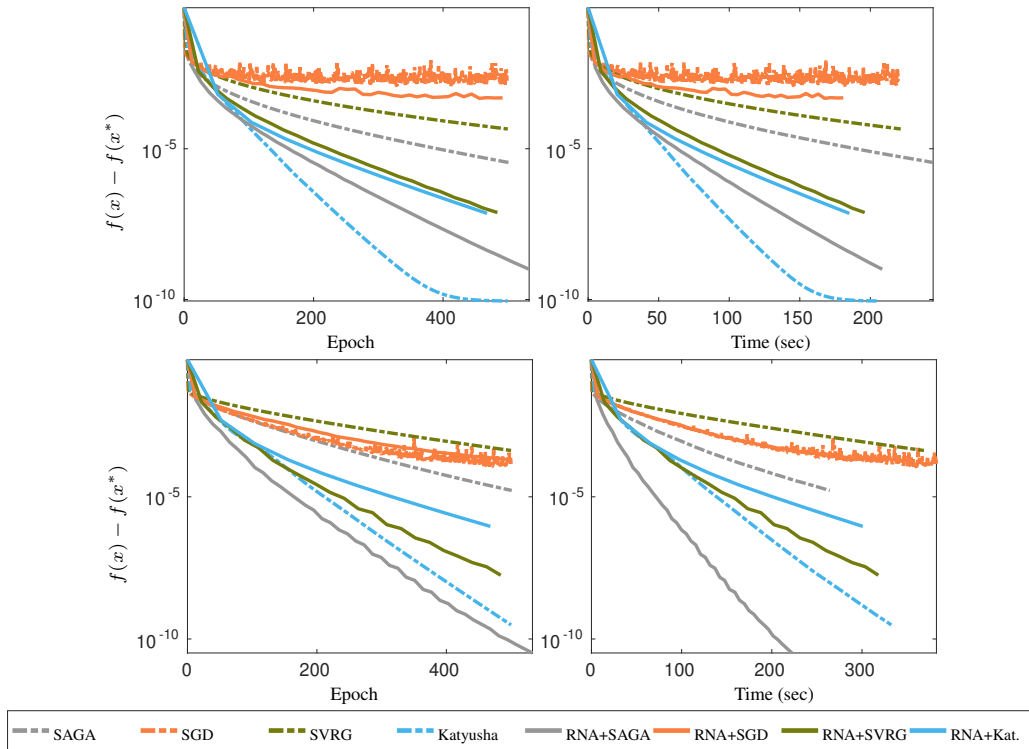 f(x) − f(x*)
10^-5
10^-10
0 200 400
Epoch
10^-5
10^-10
0 50 100 150 200
Time (sec)
f(x) − f(x*)
10^-5
10^-10
0 200 400
Epoch
10^-5
10^-10
0 100 200 300
Time (sec)
SAGA SGD SVRG Katyusha RNA+SAGA RNA+SGD RNA+SVRG RNA+Kat.